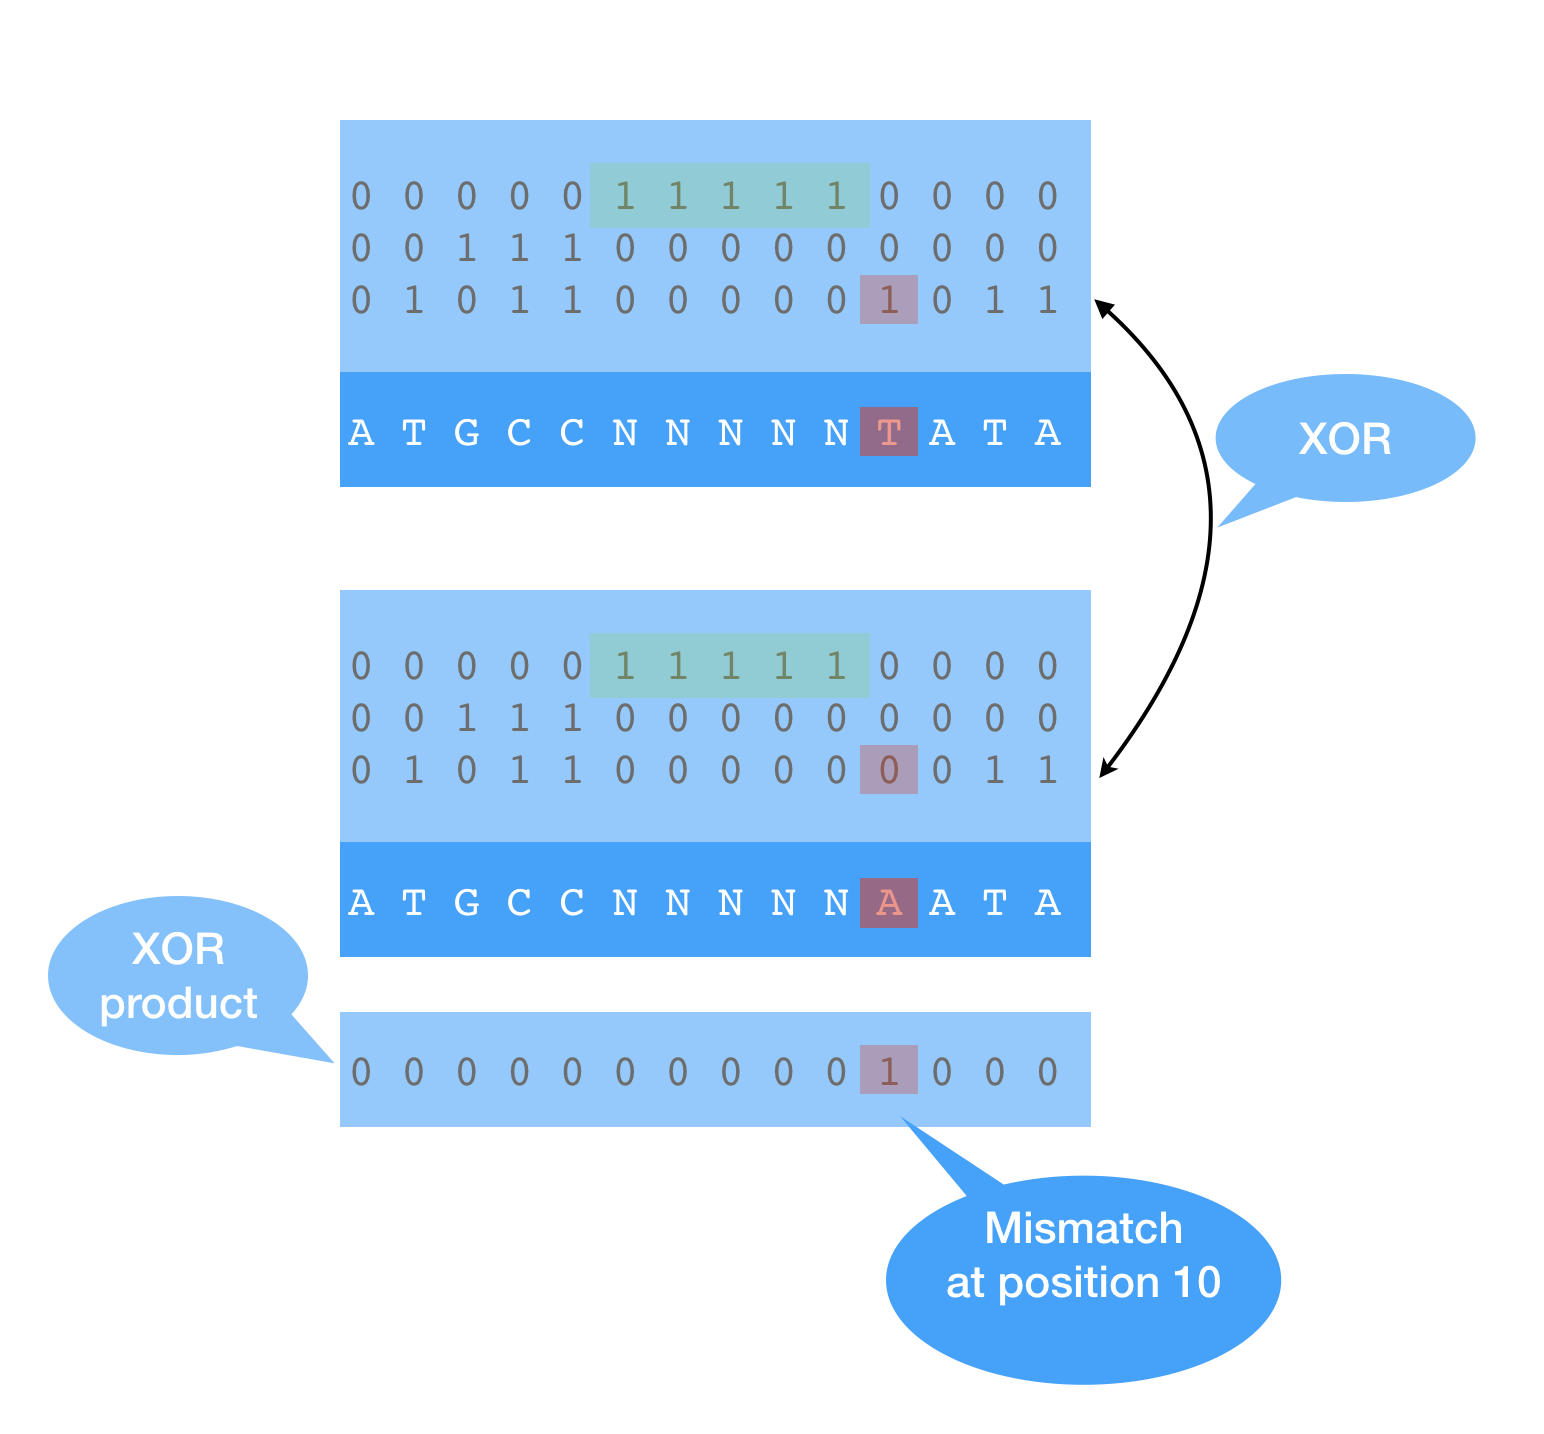 0 0 0 0 0 1 1 1 1 1 0 0 0 0
0 0 1 1 1 0 0 0 0 0 0 0 0 0
0 1 0 1 1 0 0 0 0 0 1 0 1 1
A T G C C N N N N N T A T A
XOR
0 0 0 0 0 1 1 1 1 1 0 0 0 0
0 0 1 1 1 0 0 0 0 0 0 0 0 0
0 1 0 1 1 0 0 0 0 0 0 0 1 1
A T G C C N N N N N A A T A
XOR
product
0 0 0 0 0 0 0 0 0 0 1 0 0 0
Mismatch
at position 10